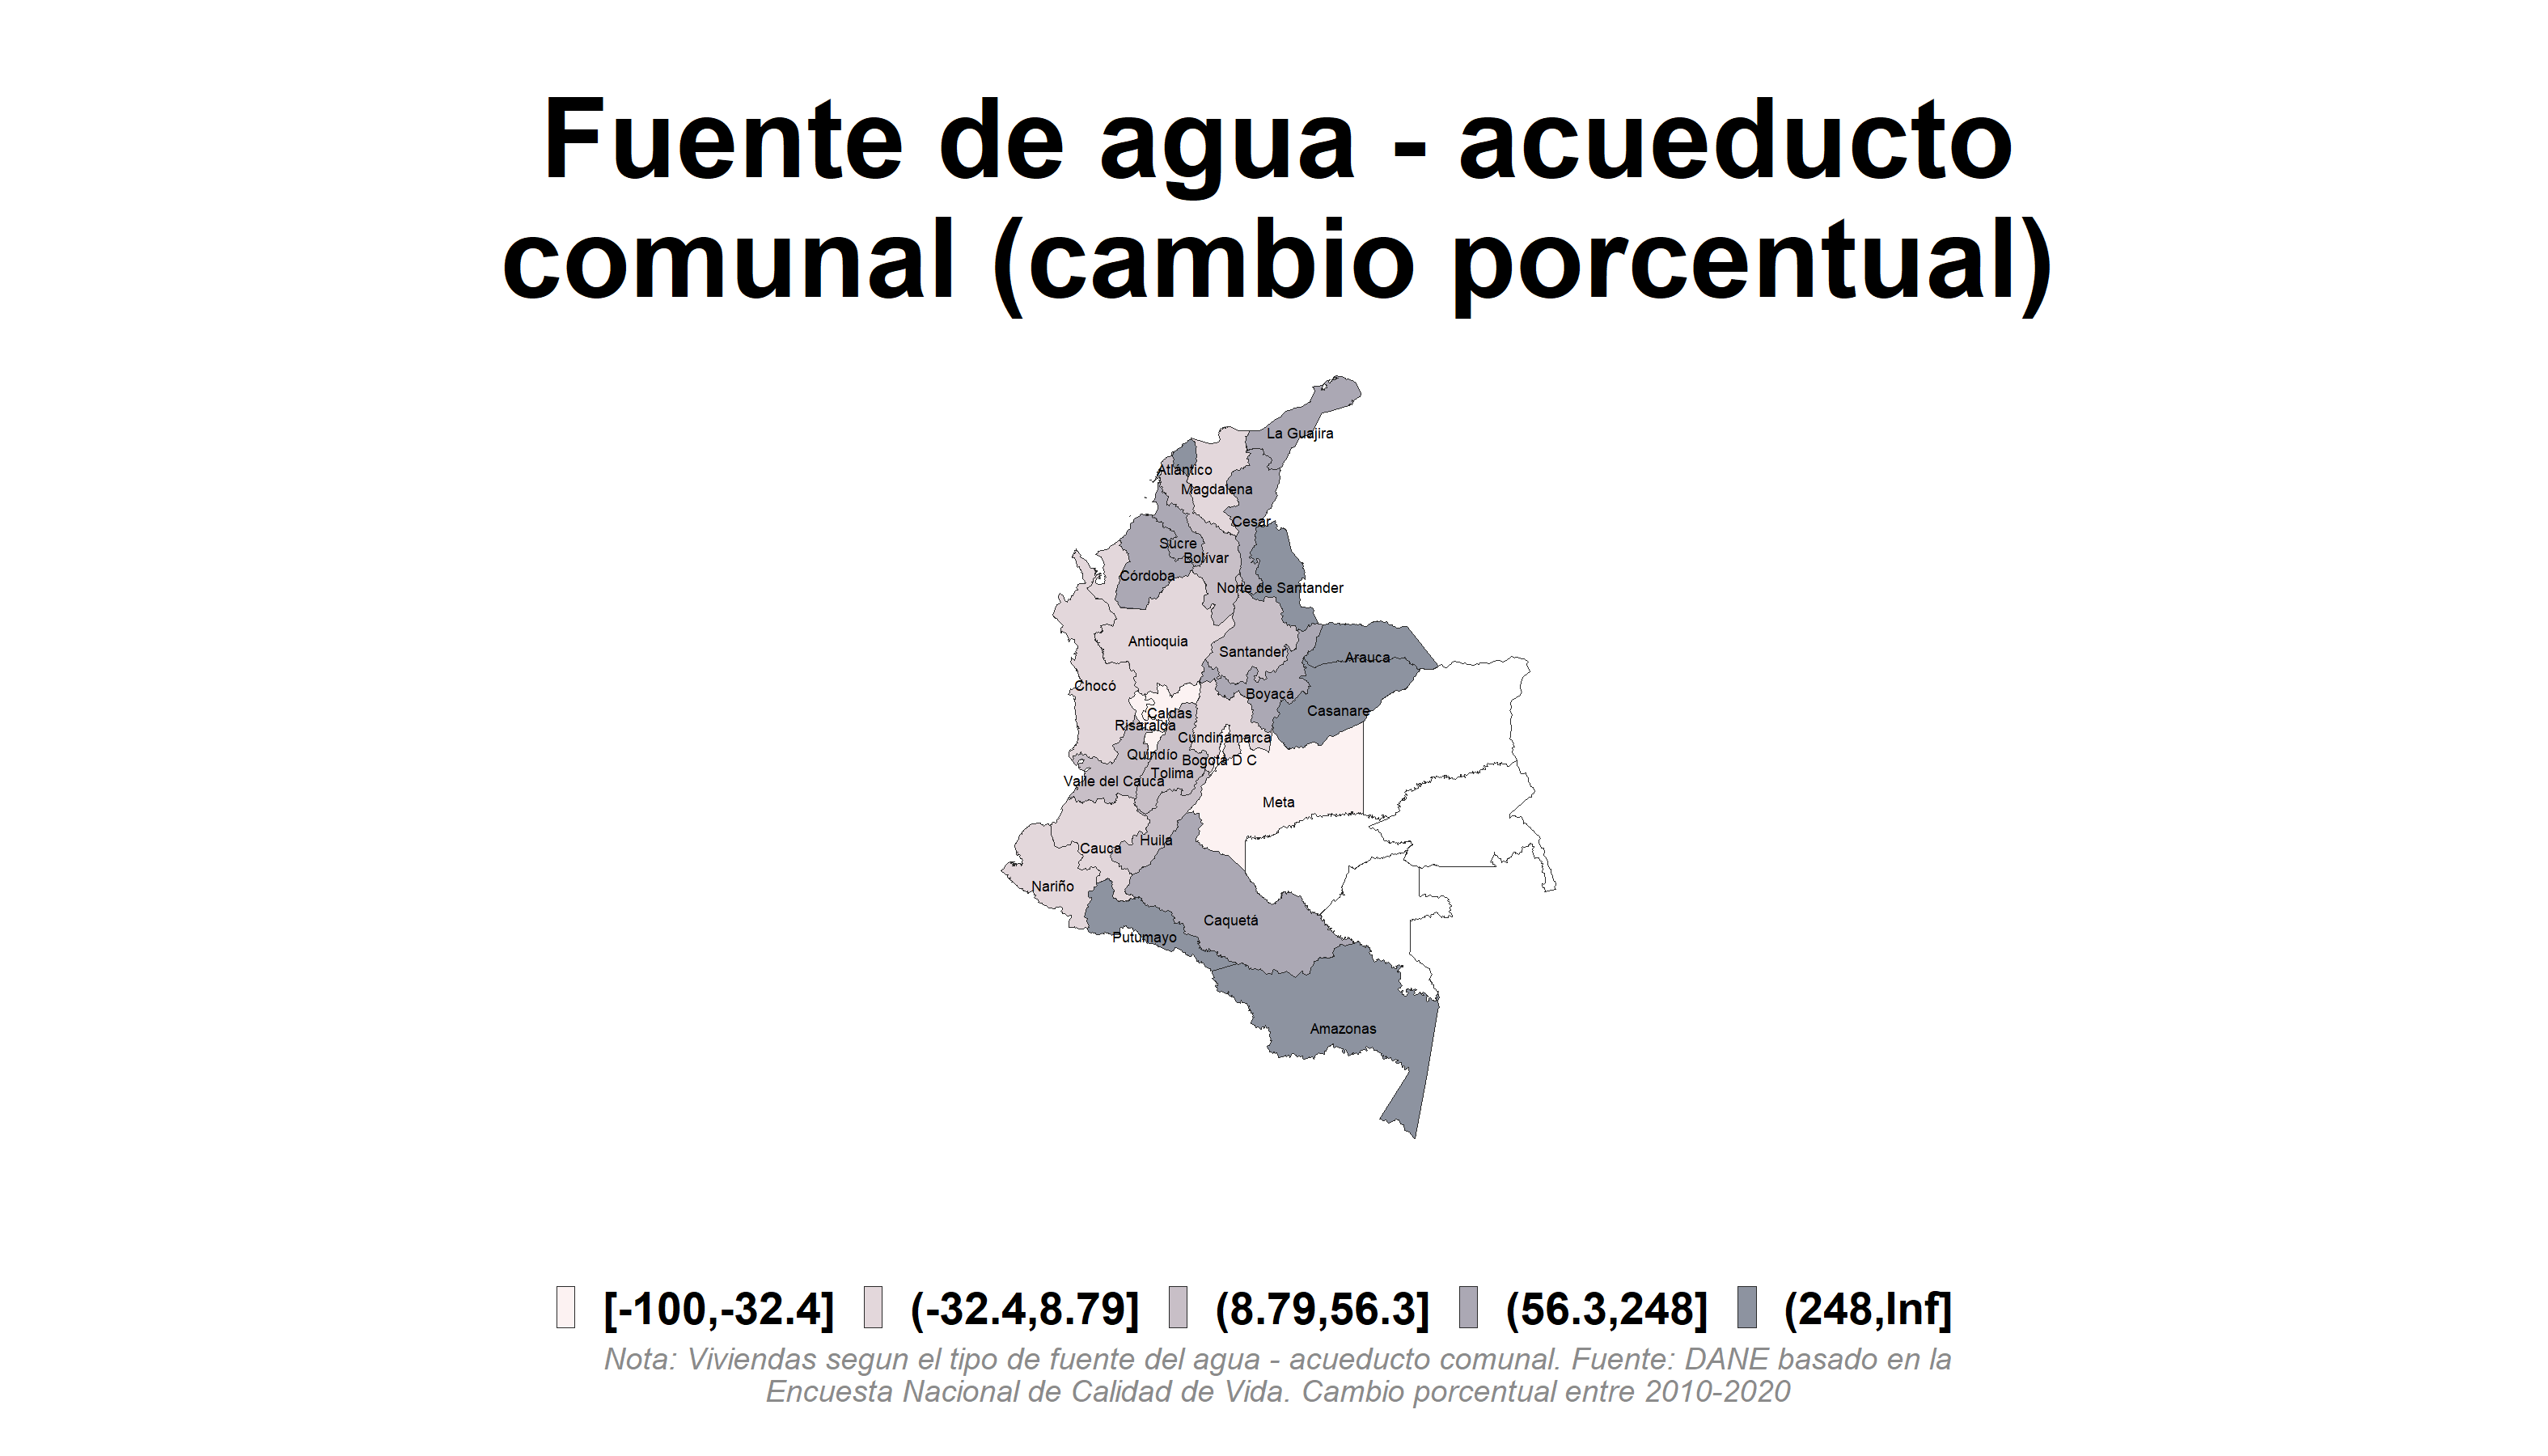 Fuente de agua - acueducto
comunal (cambio porcentual)
La Guajira
Atlántico
Magdalena
Cesar
Sucre
Bolívar
Córdoba
Norte de Santander
Antioquia
Santander
Arauca
Chocó
Boyacá
Casanare
Caldas
Risaralda
Cundinamarca
Quindío
Bogotá D C
Tolima
Valle del Cauca
Meta
Huila
Cauca
Nariño
Caquetá
Putumayo
Amazonas
[-100,-32.4] (-32.4,8.79] (8.79,56.3] (56.3,248] (248,Inf]
Nota: Viviendas segun el tipo de fuente del agua - acueducto comunal. Fuente: DANE basado en la
Encuesta Nacional de Calidad de Vida. Cambio porcentual entre 2010-2020